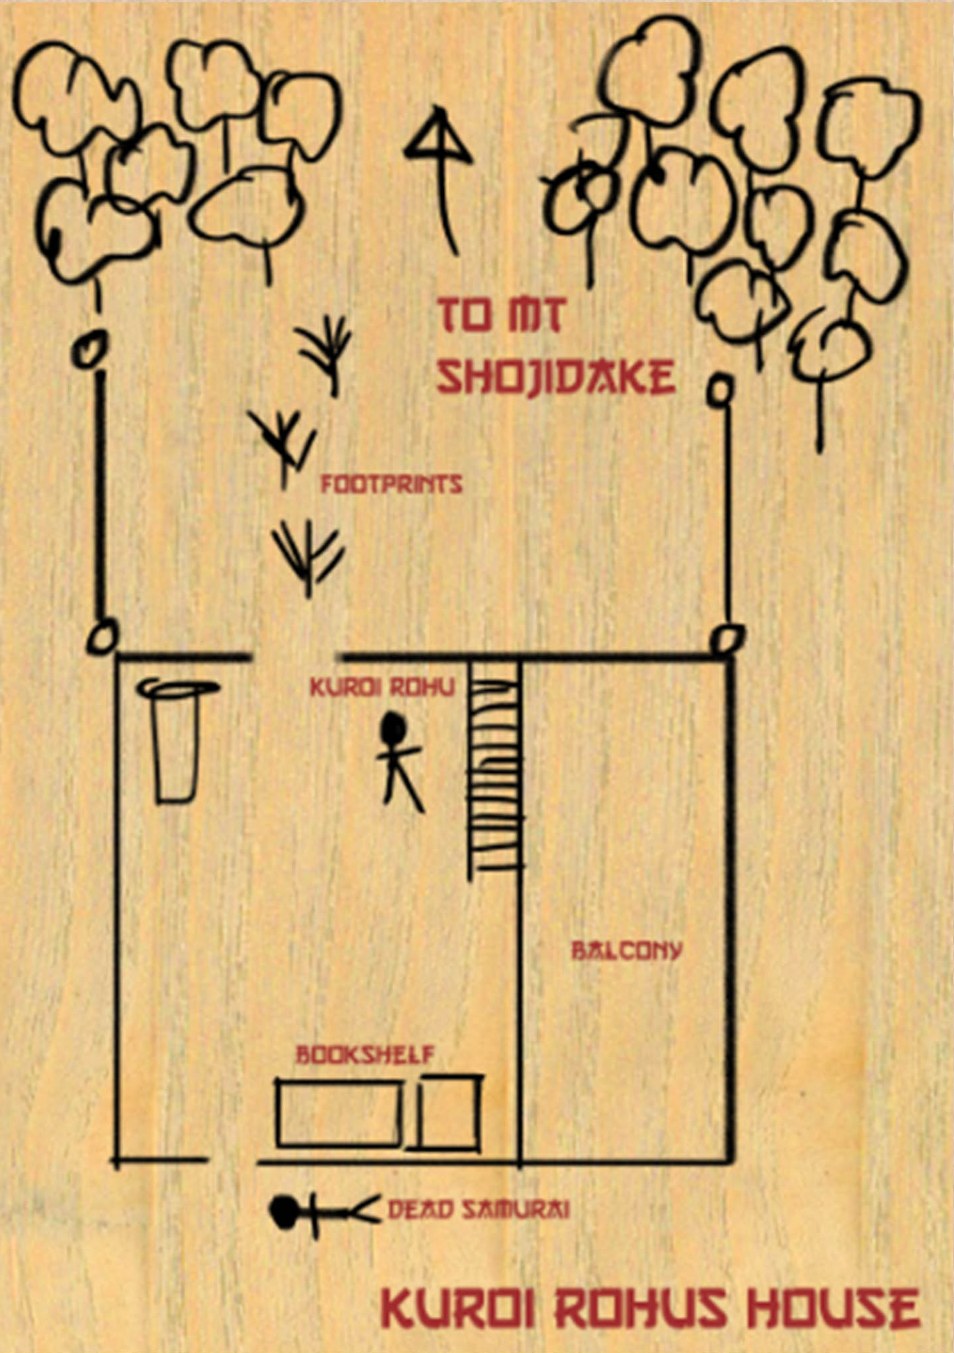 TO MT
SHOJIDAKE
FOOTPRINTS
KUROI ROHU
BALCONY
BOOKSHELF
DEAD SAMURAI
KUROI ROHUS HOUSE